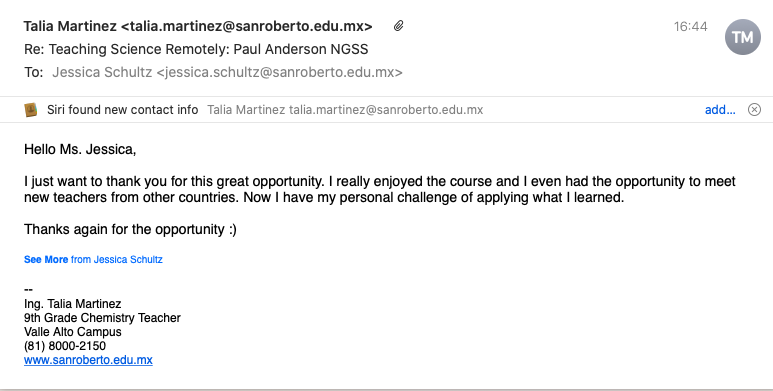 Talia Martinez <talia.martinez@sanroberto.edu.mx>
16:44
TM
Re: Teaching Science Remotely: Paul Anderson NGSS
To: Jessica Schultz <jessica.schultz@sanroberto.edu.mx>
Siri found new contact info Talia Martinez talia.martinez@sanroberto.edu.mx
add...
Hello Ms. Jessica,
I just want to thank you for this great opportunity. I really enjoyed the course and I even had the opportunity to meet
new teachers from other countries. Now I have my personal challenge of applying what I learned.
Thanks again for the opportunity :)
See More from Jessica Schultz
--
Ing. Talia Martinez
9th Grade Chemistry Teacher
Valle Alto Campus
(81) 8000-2150
www.sanroberto.edu.mx